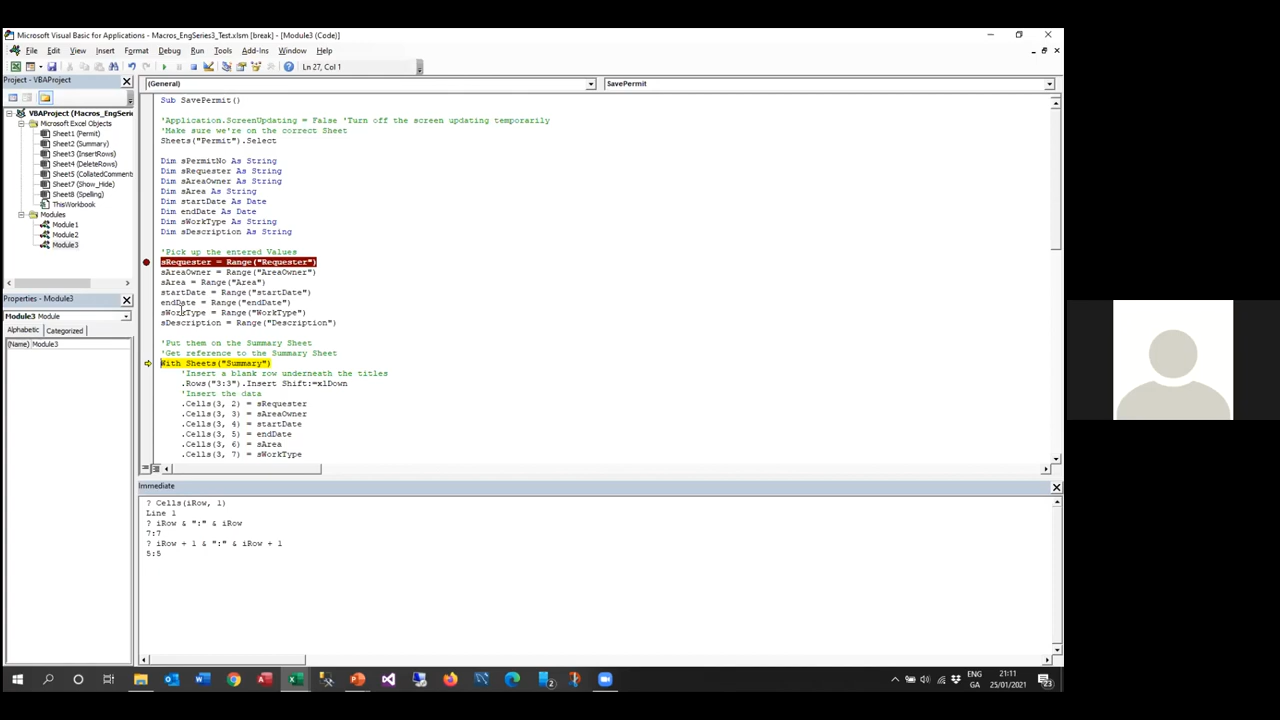 Microsoft Visual Basic for Applications - Macros_EngSeries3_Test.xlsm [break] - [Module3 (Code)]
File Edit View Insert Format Debug Run Tools Add-Ins Window Help
Ln 27, Col 1
Project - VBAProject
(General)
SavePermit
VBAProject (Macros_EngSeri
Microsoft Excel Objects
Sheet1 (Permit)
Sheet2 (Summary)
Sheet3 (InsertRows)
Sheet4 (DeleteRows)
Sheet5 (CollatedComment
Sheet7 (Show_Hide)
Sheet8 (Spelling)
ThisWorkbook
Modules
Module1
Module2
Module3
Properties - Module3
Module3 Module
Alphabetic Categorized
(Name) Module3
Sub SavePermit()
'Application.ScreenUpdating = False 'Turn off the screen updating temporarily
'Make sure we're on the correct Sheet
Sheets("Permit").Select
Dim sPermitNo As String
Dim sRequester As String
Dim sAreaOwner As String
Dim sArea As String
Dim startDate As Date
Dim endDate As Date
Dim sWorkType As String
Dim sDescription As String
'Pick up the entered Values
sRequester = Range("Requester")
sAreaOwner = Range("AreaOwner")
sArea = Range("Area")
startDate = Range("startDate")
endDate = Range("endDate")
sWorkType = Range("WorkType")
sDescription = Range("Description")
'Put them on the Summary Sheet
'Get reference to the Summary Sheet
With Sheets("Summary")
'Insert a blank row underneath the titles
.Rows("3:3").Insert Shift:=xlDown
'Insert the data
.Cells(3, 2) = sRequester
.Cells(3, 3) = sAreaOwner
.Cells(3, 4) = startDate
.Cells(3, 5) = endDate
.Cells(3, 6) = sArea
.Cells(3, 7) = sWorkType
Immediate
? Cells(iRow, 1)
Line 1
? iRow & ":" & iRow
7:7
? iRow + 1 & ":" & iRow + 1
5:5
ENG
GA
21:11
25/01/2021
23